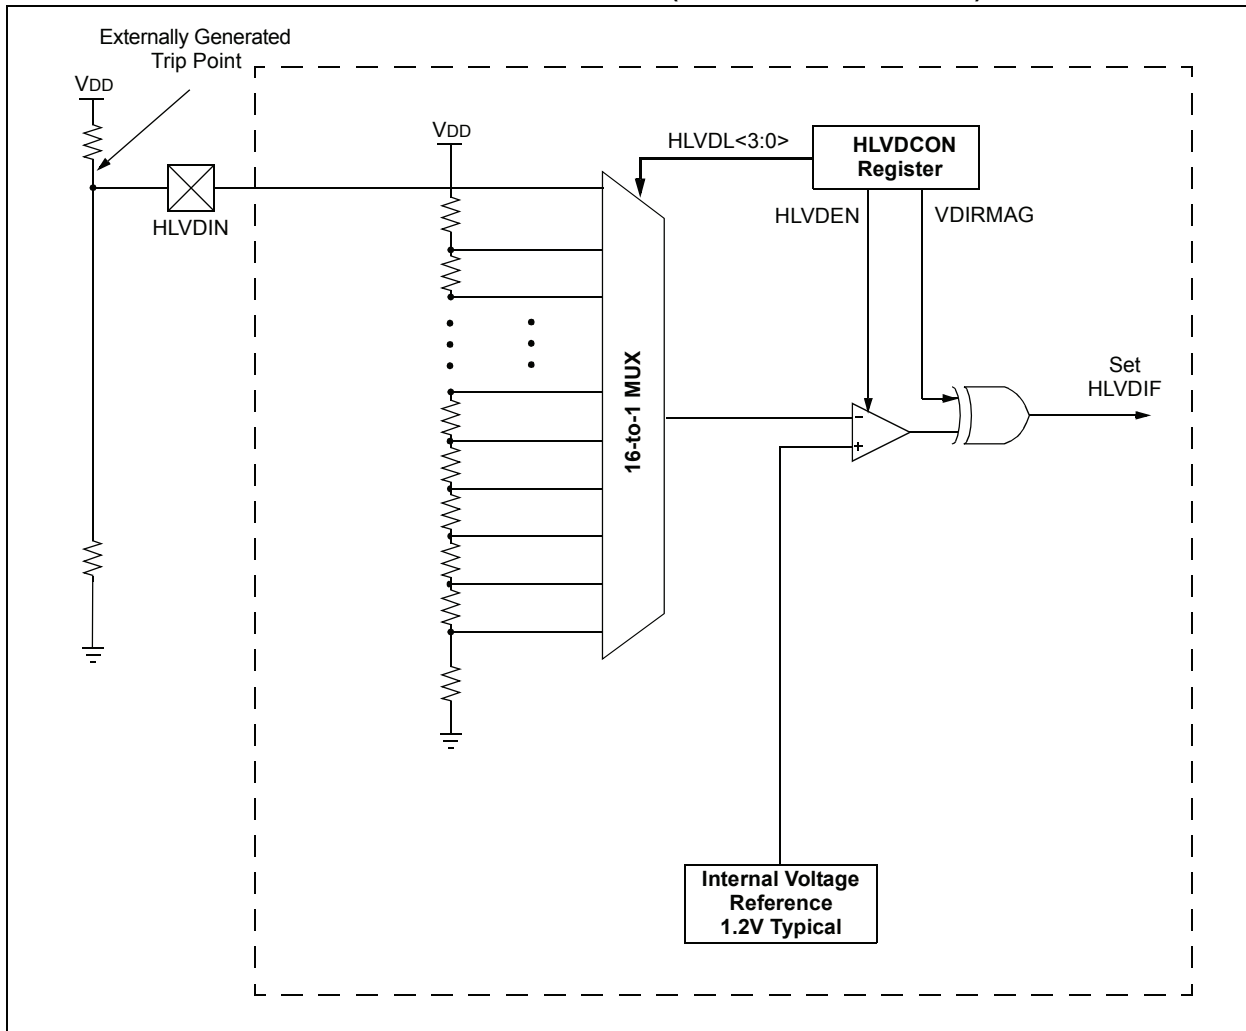 Externally Generated
Trip Point
VDD
VDD
HLVDIN
HLVDL<3:0>
HLVDCON
Register
HLVDEN
VDIRMAG
16-to-1 MUX
–
+
Set
HLVDIF
Internal Voltage
Reference
1.2V Typical